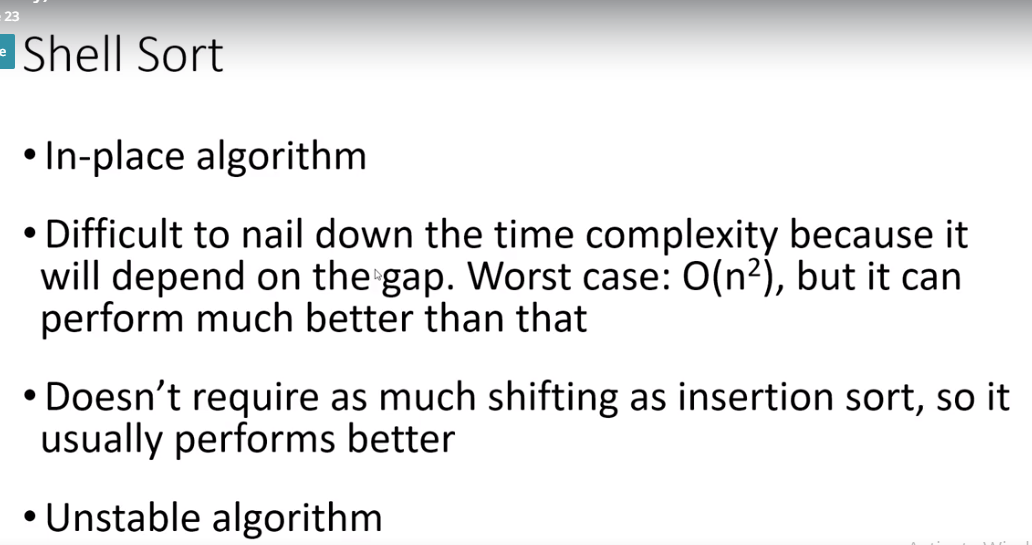 23
e
Shell Sort
• In-place algorithm
• Difficult to nail down the time complexity because it
will depend on the gap. Worst case: O(n²), but it can
perform much better than that
• Doesn’t require as much shifting as insertion sort, so it
usually performs better
• Unstable algorithm